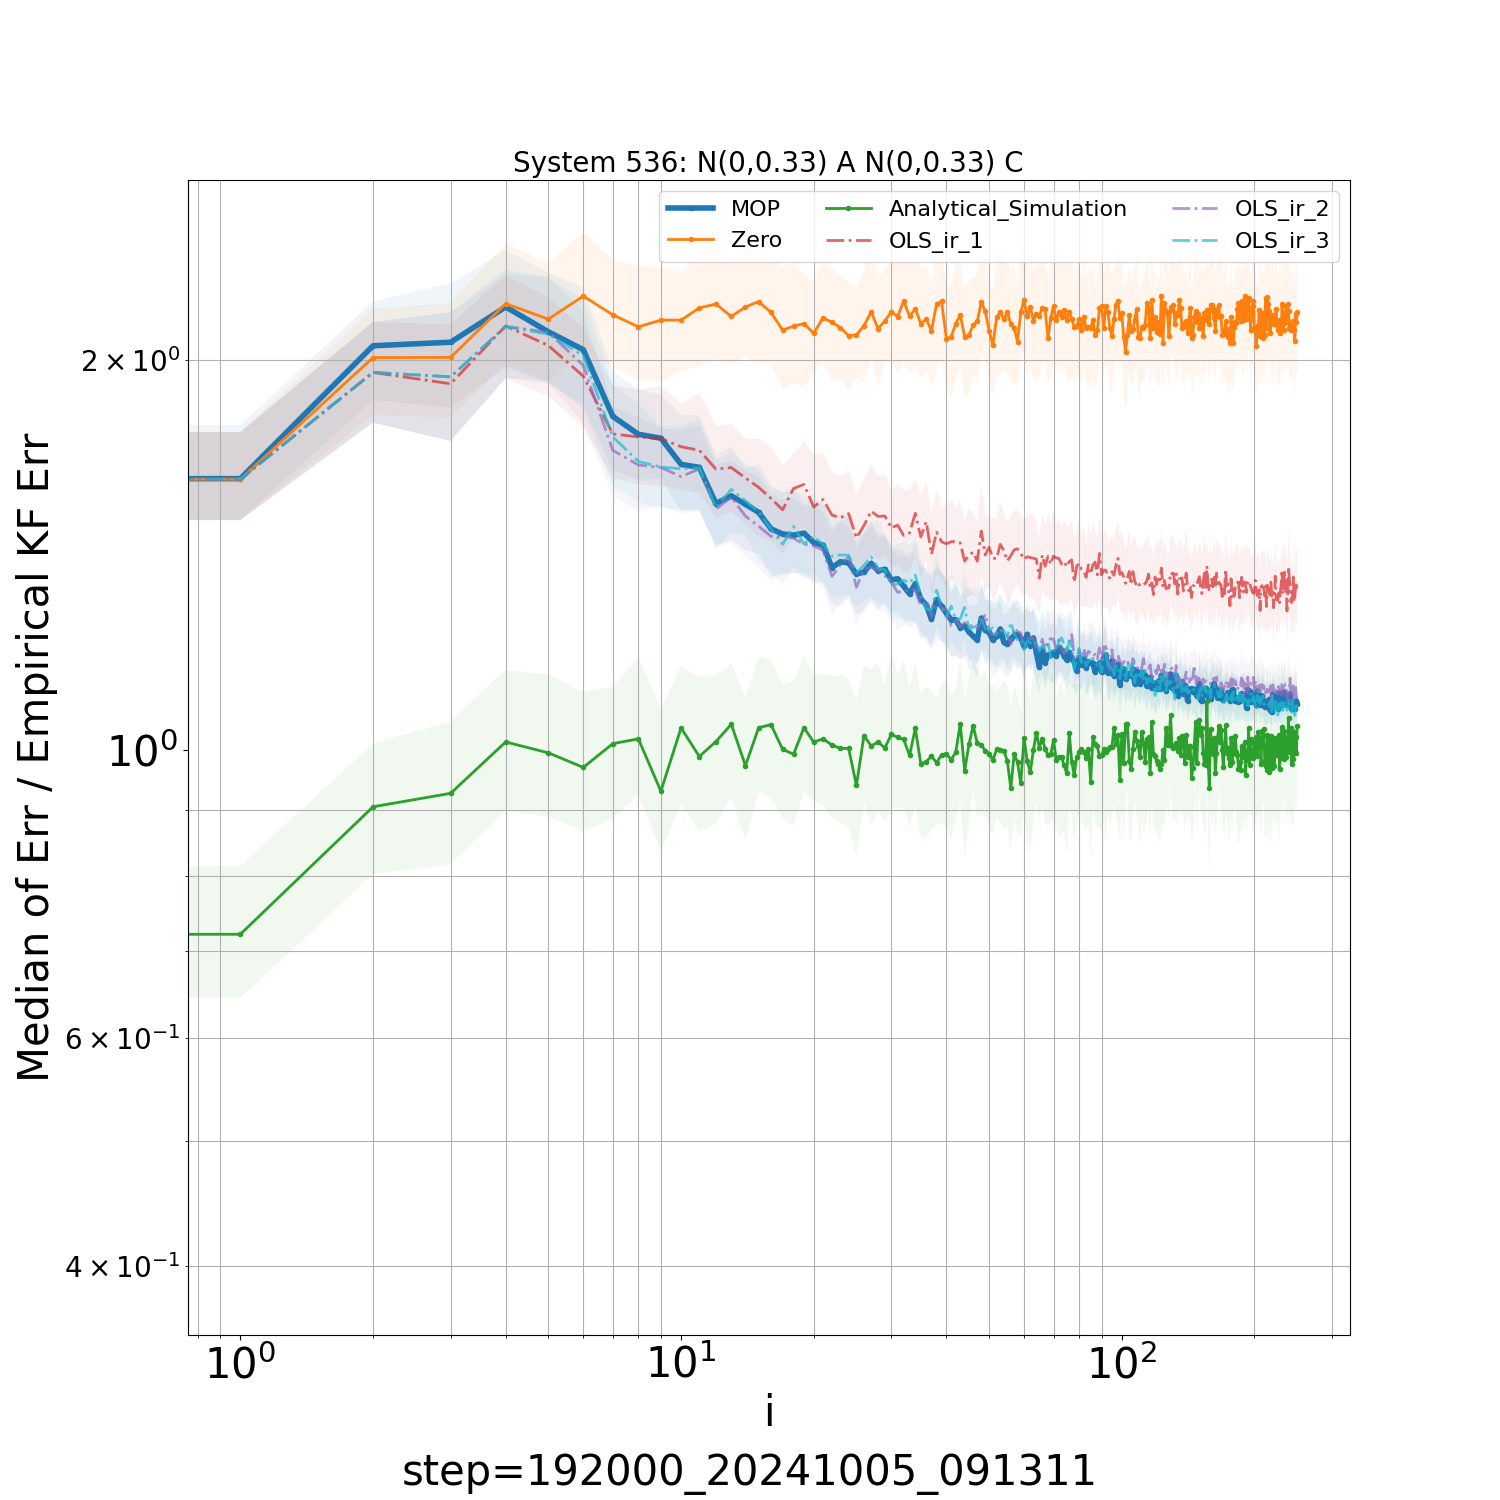 System 536: N(0,0.33) A N(0,0.33) C
MOP
Zero
Analytical_Simulation
OLS_ir_1
OLS_ir_2
OLS_ir_3
Median of Err / Empirical KF Err
2 × 10⁰
10⁰
6 × 10⁻¹
4 × 10⁻¹
10⁰
10¹
10²
i
step=192000_20241005_091311